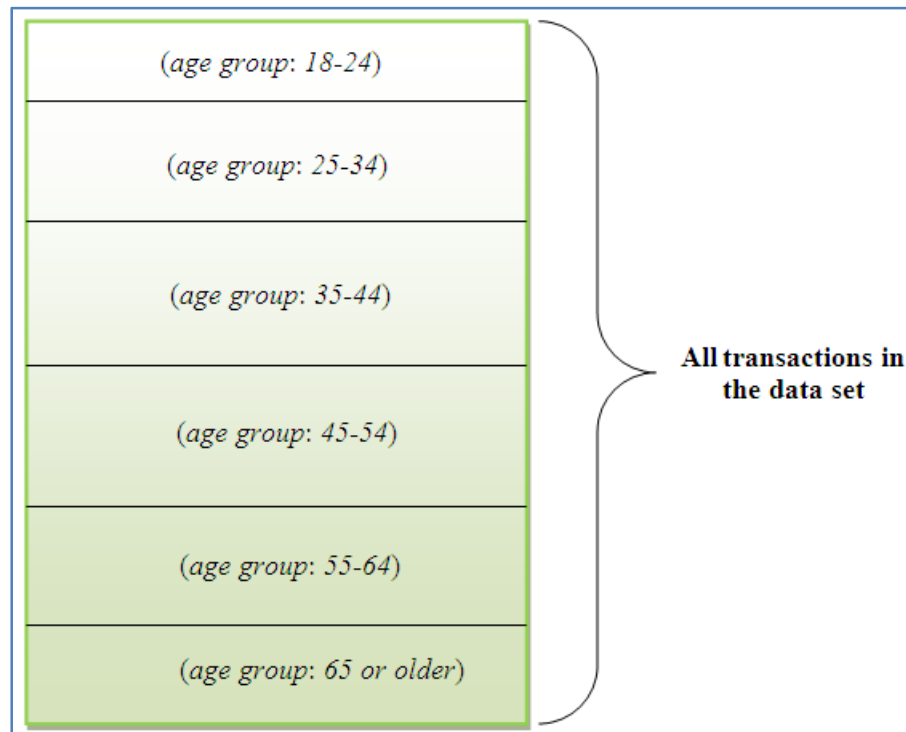 (age group: 18-24)
(age group: 25-34)
(age group: 35-44)
(age group: 45-54)
(age group: 55-64)
(age group: 65 or older)
All transactions in
the data set